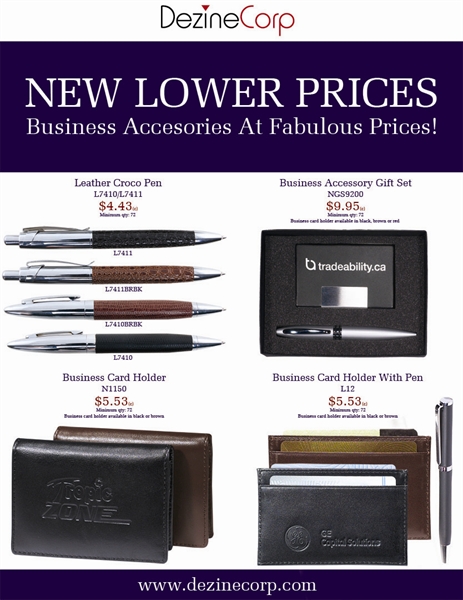 DezineCorp
NEW LOWER PRICES
Business Accesories At Fabulous Prices!
Leather Croco Pen
L7410/L7411
$4.43(c)
Minimum qty: 72
L7411
L7411BRBK
L7410BRBK
L7410
Business Accessory Gift Set
NGS9200
$9.95(c)
Minimum qty: 72
Business card holder available in black, brown or red
tradeability.ca
Business Card Holder
N1150
$5.53(c)
Minimum qty: 72
Business card holder available in black or brown
Tropic
ZONE
Business Card Holder With Pen
L12
$5.53(c)
Minimum qty: 72
Business card holder available in black or brown
GE
Capital Solutions
www.dezinecorp.com